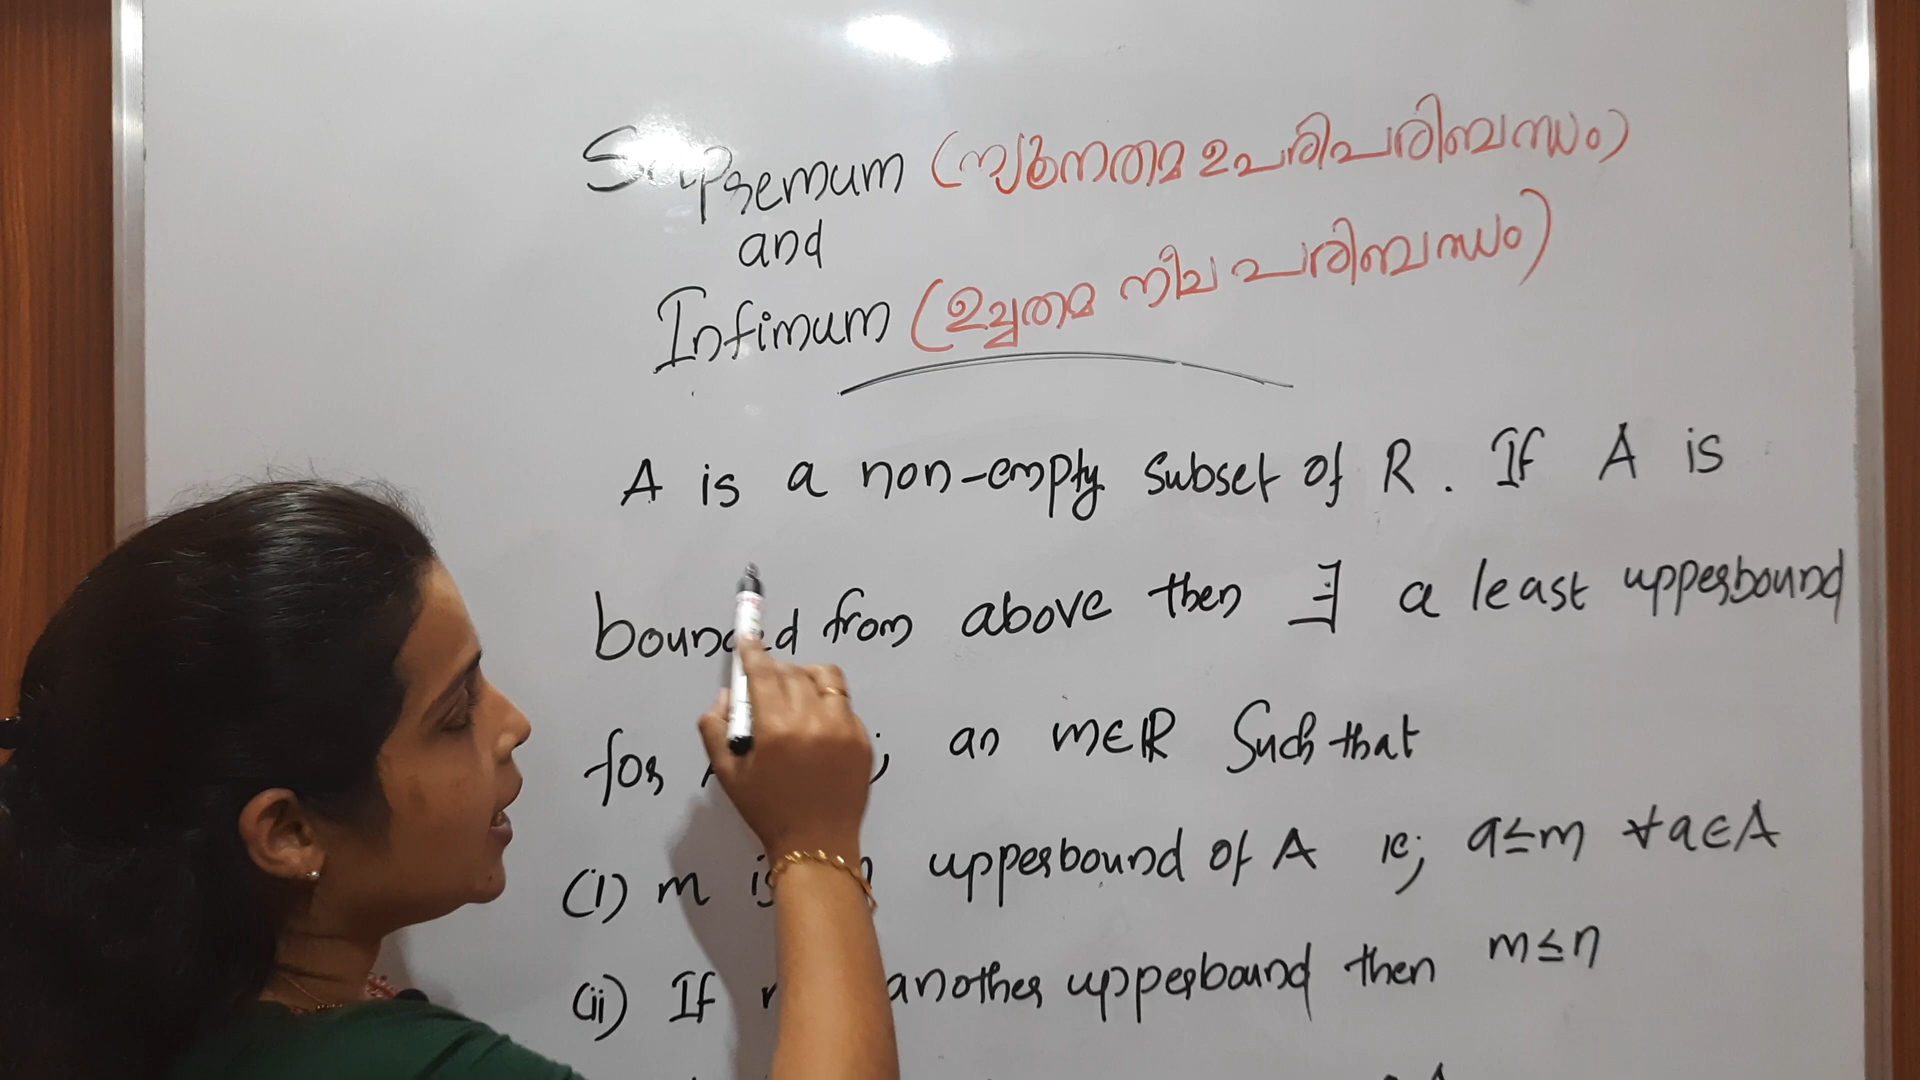 Supremum (ന്യൂനതമ ഉപരിപരിബന്ധം)
and
Infimum (ഉച്ചതമ നീച പരിബന്ധം)
A is a non-empty subset of R. If A is
bounded from above then ∃ a least upperbound
for ; an m∈ℝ Such that
(i) m is upperbound of A ie; a≤m ∀a∈A
(ii) If another upperbound then m≤n